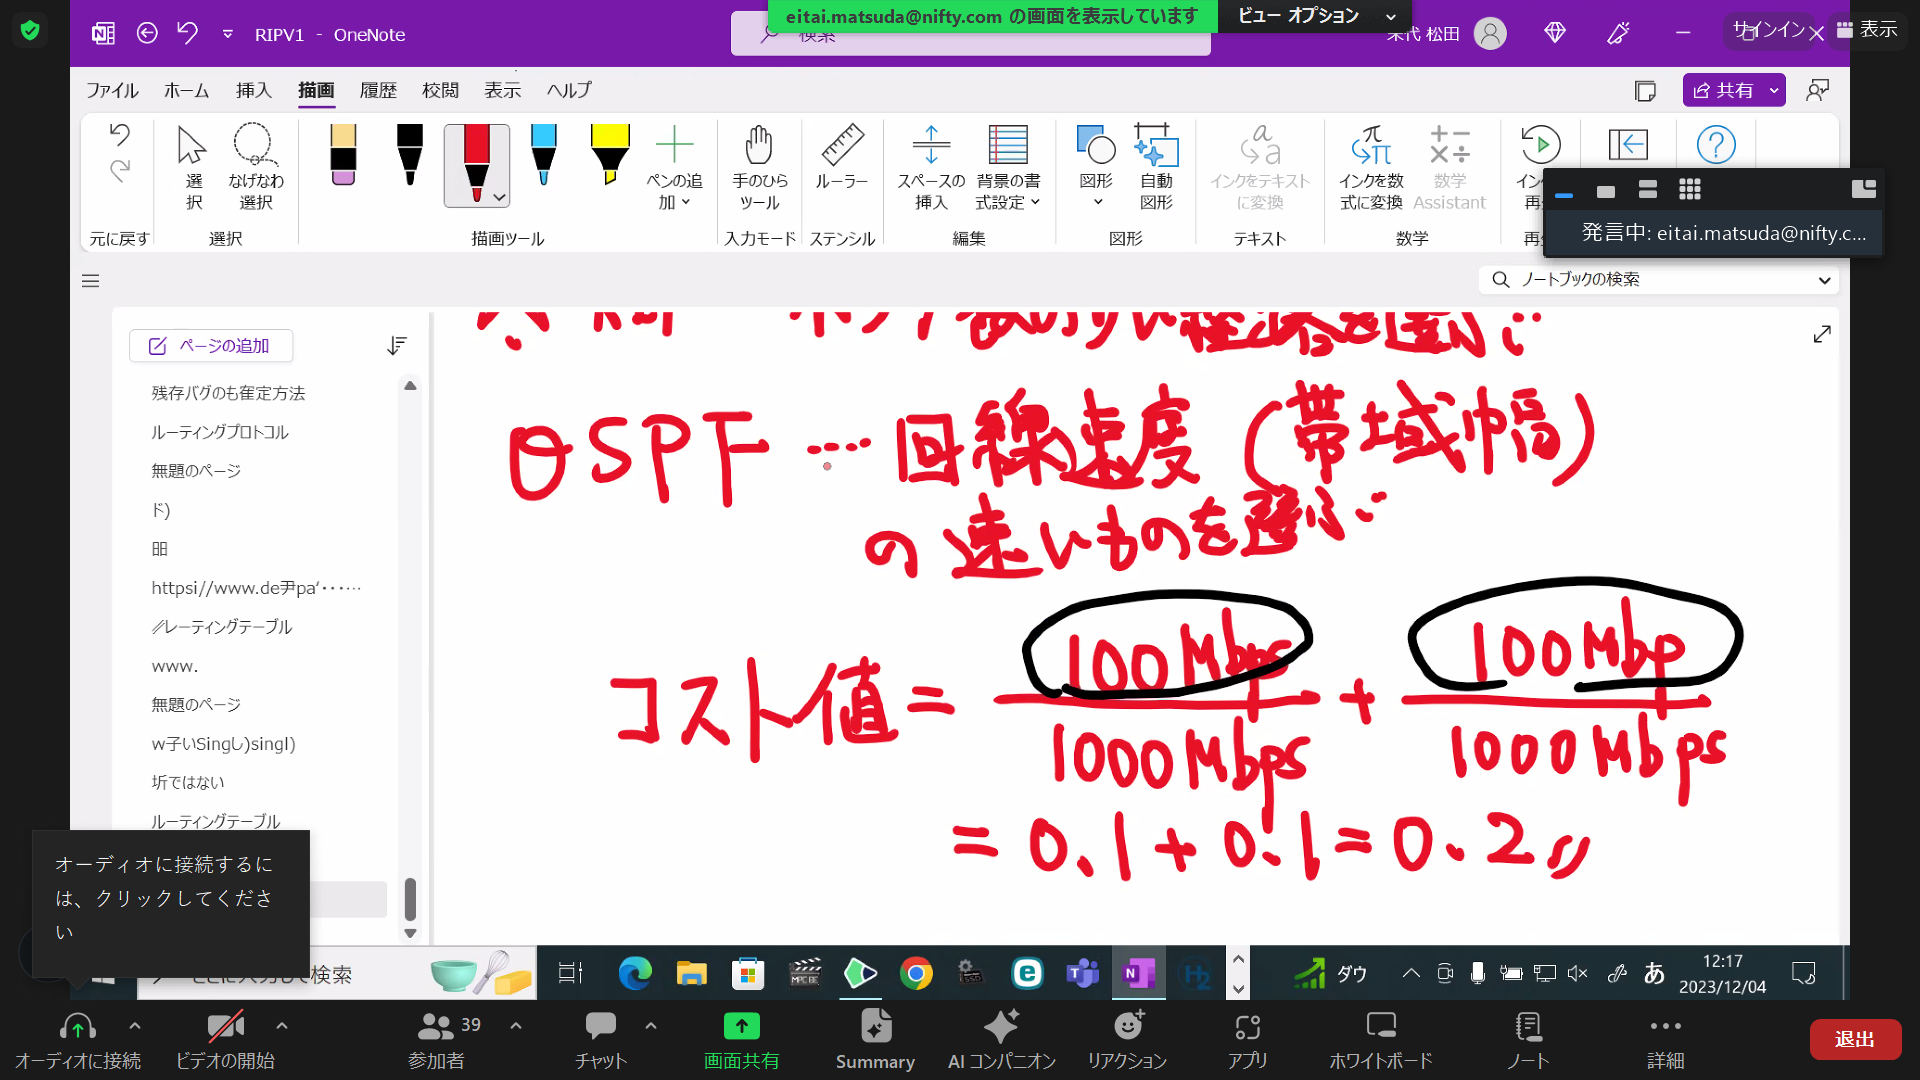 eitai.matsuda@nifty.com の画面を表示しています
ビュー オプション
RIPV1 - OneNote
検索
末代 松田
サインイン
表示
ファイル
ホーム
挿入
描画
履歴
校閲
表示
ヘルプ
共有
元に戻す
選択
なげなわ選択
選択
描画ツール
ペンの追加
手のひらツール
入力モード
ルーラー
ステンシル
スペースの挿入
背景の書式設定
編集
図形
自動図形
図形
インクをテキストに変換
テキスト
インクを数式に変換
数学 Assistant
数学
発言中: eitai.matsuda@nifty.c...
ノートブックの検索
ページの追加
残存バグのも隺定方法
ルーティングプロトコル
無題のページ
ド)
昍
httpsi//www.de尹pa‘・・・…
∥レーティングテーブル
www.
無題のページ
w子いSingし)singl)
圻ではない
ルーティングテーブル
OSPF …回線速度(帯域幅)
の速いものを選ぶ
コスト値 = 100Mbps/1000Mbps + 100Mbp/1000Mbps
= 0.1 + 0.1 = 0.2
オーディオに接続するに
は、クリックしてくださ
い
ここに入力して検索
ダウ
あ
12:17
2023/12/04
オーディオに接続
ビデオの開始
39
参加者
チャット
画面共有
Summary
AI コンパニオン
リアクション
アプリ
ホワイトボード
ノート
詳細
退出